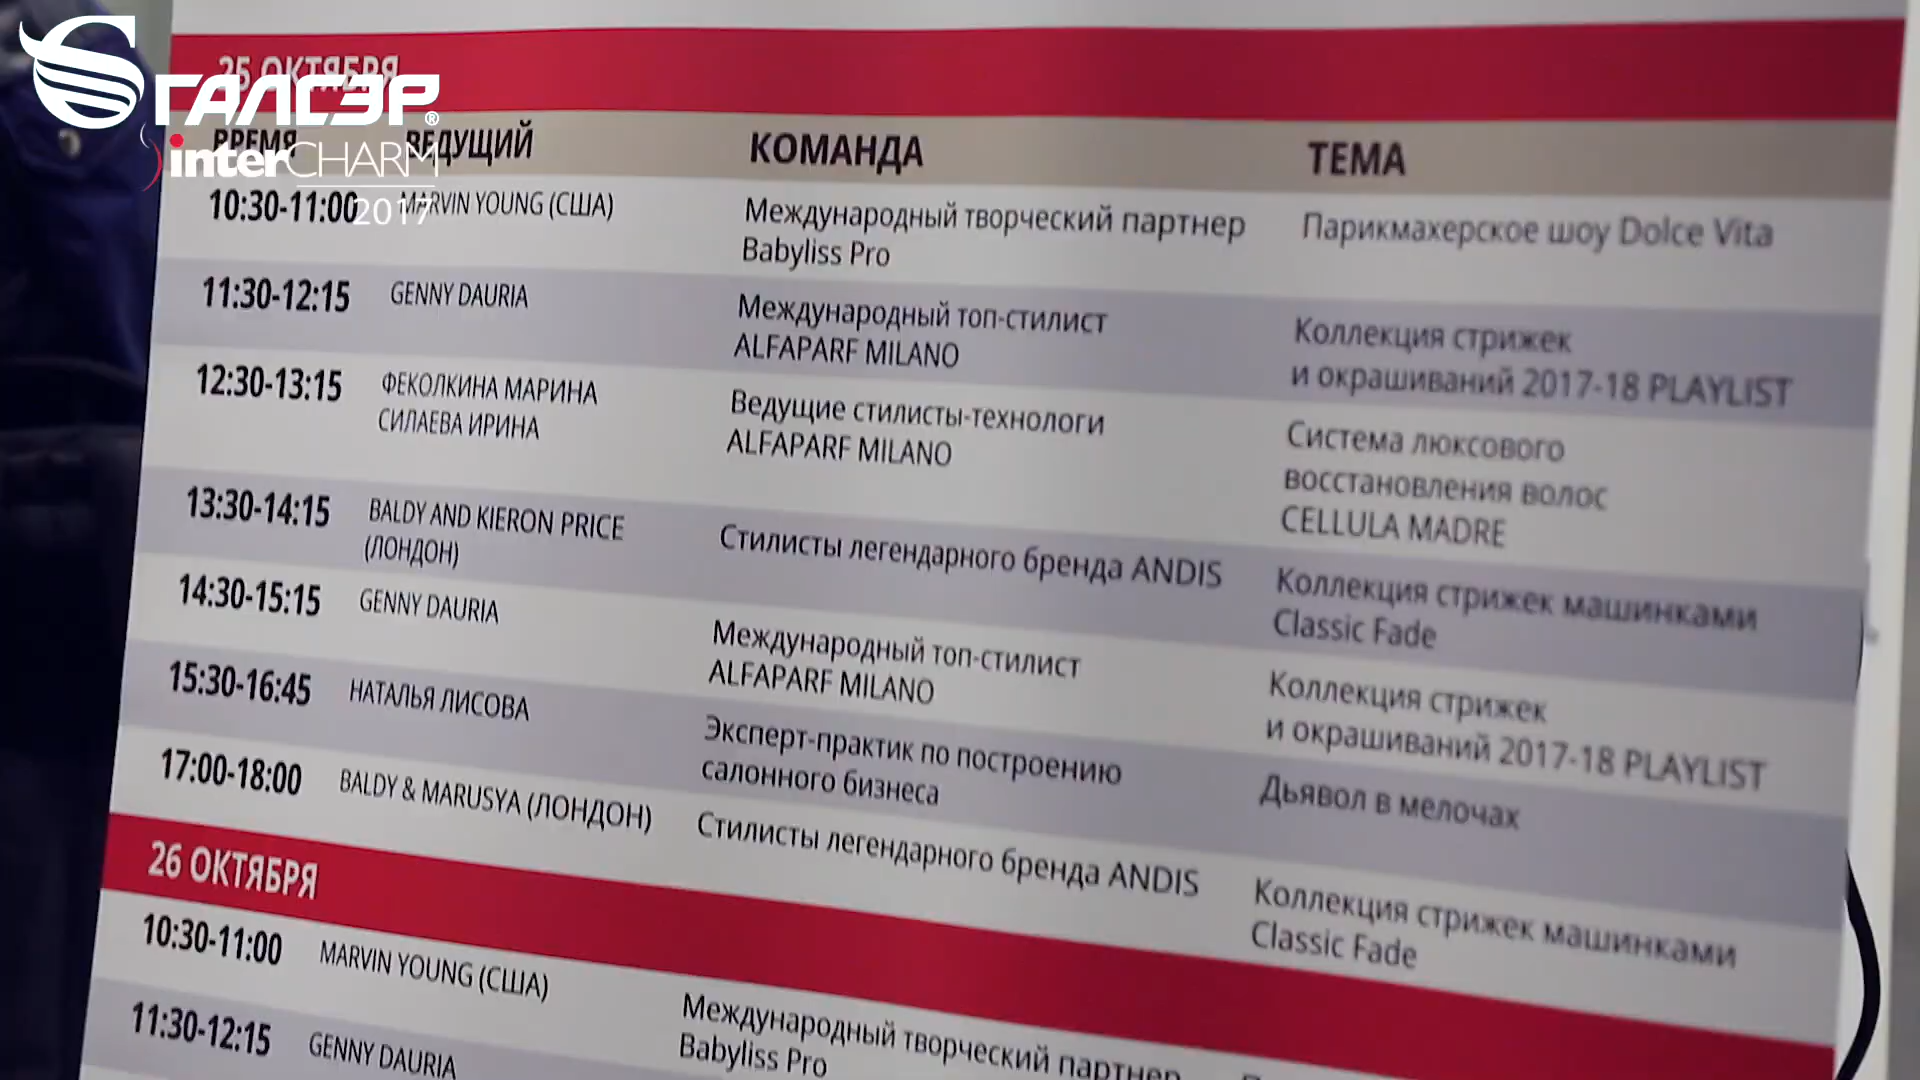 ГАЛСЭР®
interCHARM
2017
25 ОКТЯБРЯ
ВРЕМЯ ВЕДУЩИЙ КОМАНДА ТЕМА
10:30-11:00 MARVIN YOUNG (США) Международный творческий партнер Парикмахерское шоу Dolce Vita
Babyliss Pro
11:30-12:15 GENNY DAURIA Международный топ-стилист Коллекция стрижек
ALFAPARF MILANO и окрашиваний 2017-18 PLAYLIST
12:30-13:15 ФЕКОЛКИНА МАРИНА Ведущие стилисты-технологи Система люксового
СИЛАЕВА ИРИНА ALFAPARF MILANO восстановления волос
CELLULA MADRE
13:30-14:15 BALDY AND KIERON PRICE Стилисты легендарного бренда ANDIS Коллекция стрижек машинками
(ЛОНДОН) Classic Fade
14:30-15:15 GENNY DAURIA Международный топ-стилист Коллекция стрижек
ALFAPARF MILANO и окрашиваний 2017-18 PLAYLIST
15:30-16:45 НАТАЛЬЯ ЛИСОВА Эксперт-практик по построению Дьявол в мелочах
салонного бизнеса
17:00-18:00 BALDY & MARUSYA (ЛОНДОН) Стилисты легендарного бренда ANDIS Коллекция стрижек машинками
Classic Fade
26 ОКТЯБРЯ
10:30-11:00 MARVIN YOUNG (США) Международный творческий партнер
Babyliss Pro
11:30-12:15 GENNY DAURIA